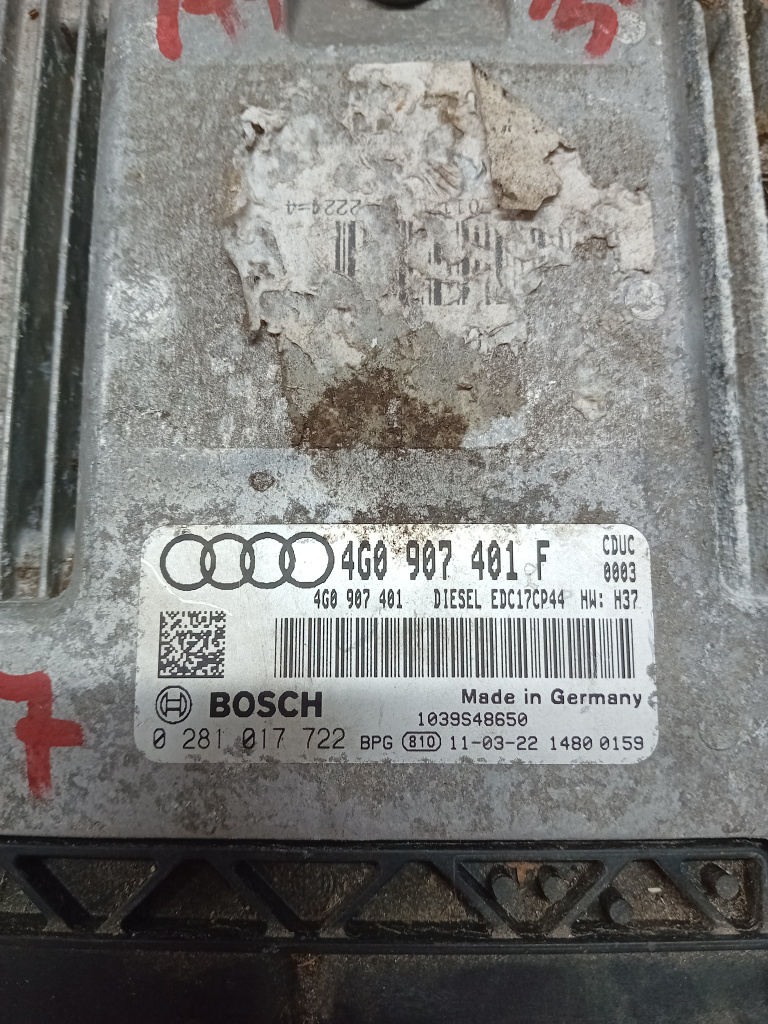 4G0 907 401 F
CDUC
0003
4G0 907 401 DIESEL EDC17CP44 HW: H37
BOSCH
Made in Germany
1039S48650
0 281 017 722 BPG 810 11-03-22 1480 0159
7